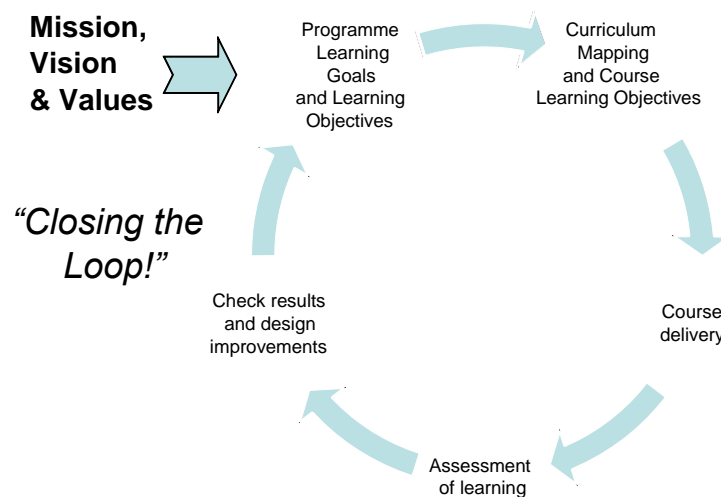 Mission,
Vision
& Values
Programme
Learning
Goals
and Learning
Objectives
Curriculum
Mapping
and Course
Learning Objectives
“Closing the
Loop!”
Check results
and design
improvements
Course
delivery
Assessment
of learning